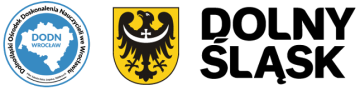 Dolnośląski Ośrodek Doskonalenia Nauczycieli we Wrocławiu
DODN
WROCŁAW
DOLNY
ŚLĄSK